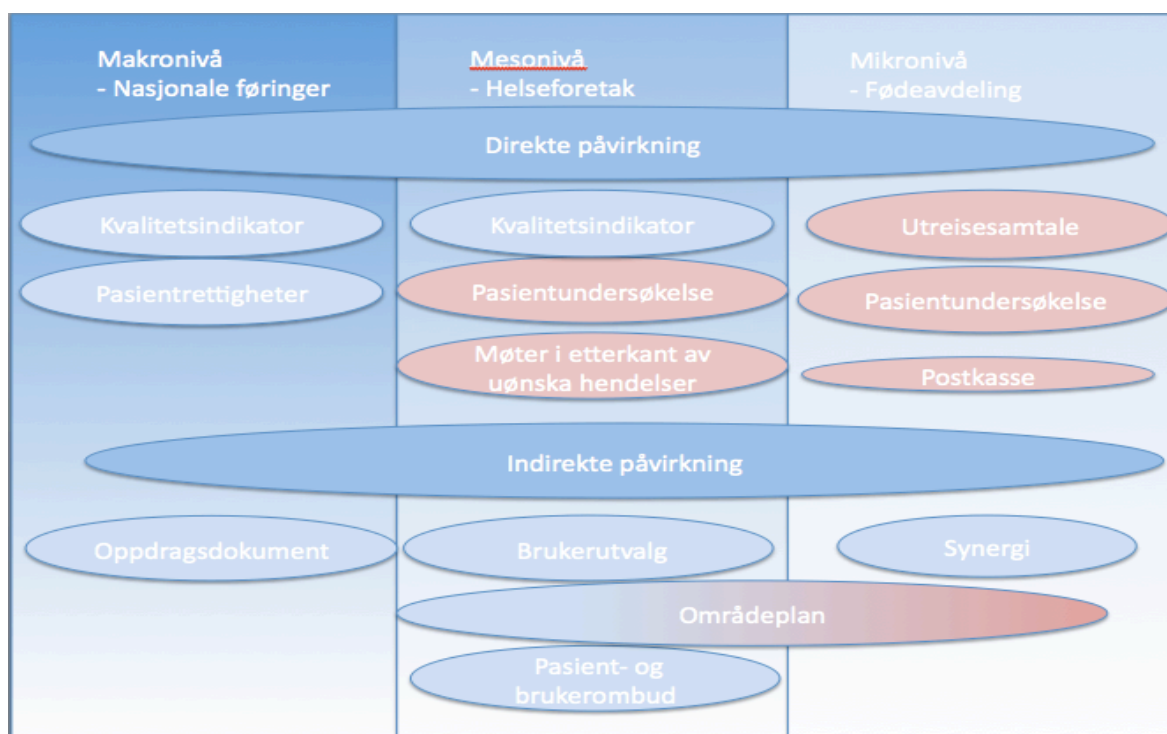 Makronivå
- Nasjonale føringer
Mesonivå
- Helseforetak
Mikronivå
- Fødeavdeling
Direkte påvirkning
Kvalitetsindikator
Kvalitetsindikator
Utreisesamtale
Pasientrettigheter
Pasientundersøkelse
Pasientundersøkelse
Møter i etterkant av
uønska hendelser
Postkasse
Indirekte påvirkning
Oppdragsdokument
Brukerutvalg
Synergi
Områdeplan
Pasient- og
brukerombud